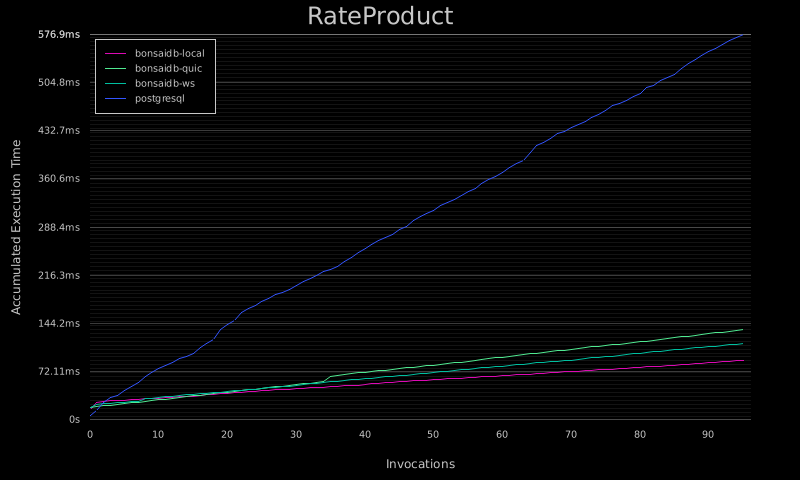 RateProduct
576.9ms
504.8ms
432.7ms
360.6ms
288.4ms
216.3ms
144.2ms
72.11ms
0s
Accumulated Execution Time
bonsaidb-local
bonsaidb-quic
bonsaidb-ws
postgresql
0 10 20 30 40 50 60 70 80 90
Invocations